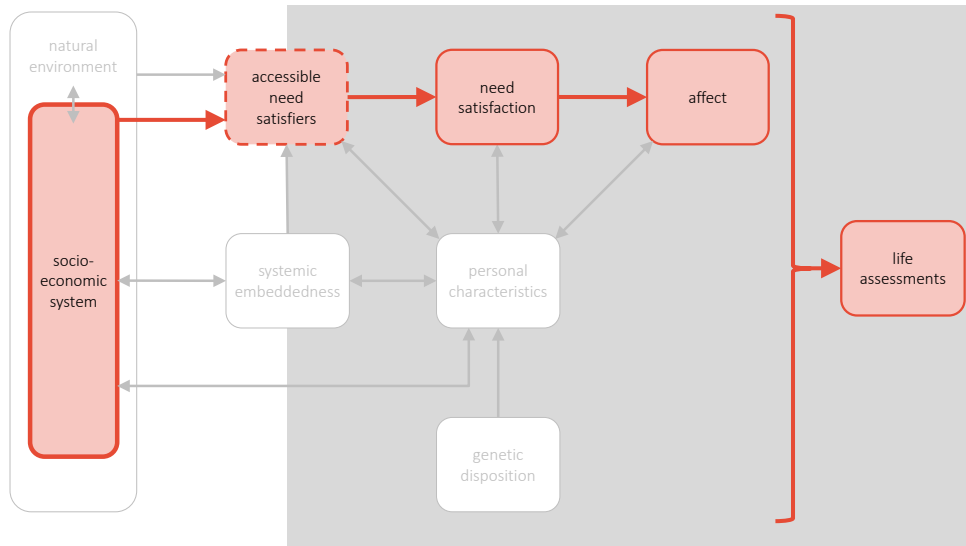 natural
environment
accessible
need
satisfiers
need
satisfaction
affect
socio-
economic
system
systemic
embeddedness
personal
characteristics
life
assessments
genetic
disposition